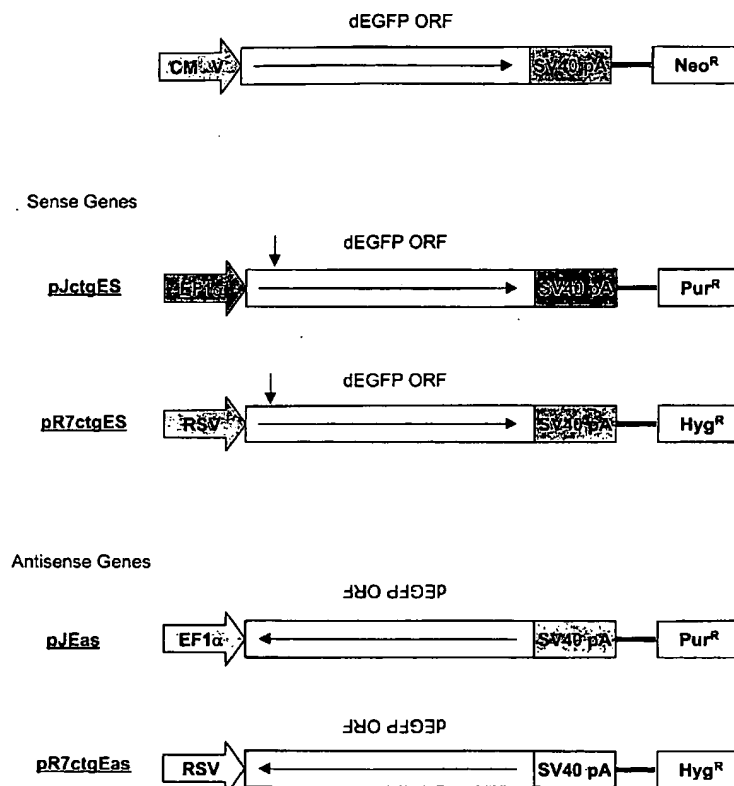 dEGFP ORF
SV40 pA
Neo^R
Sense Genes
dEGFP ORF
pJctgES
EF1α
SV40 pA
Pur^R
dEGFP ORF
pR7ctgES
RSV
SV40 pA
Hyg^R
Antisense Genes
dEGFP ORF
pJEas
EF1α
SV40 pA
Pur^R
dEGFP ORF
pR7ctgEas
RSV
SV40 pA
Hyg^R